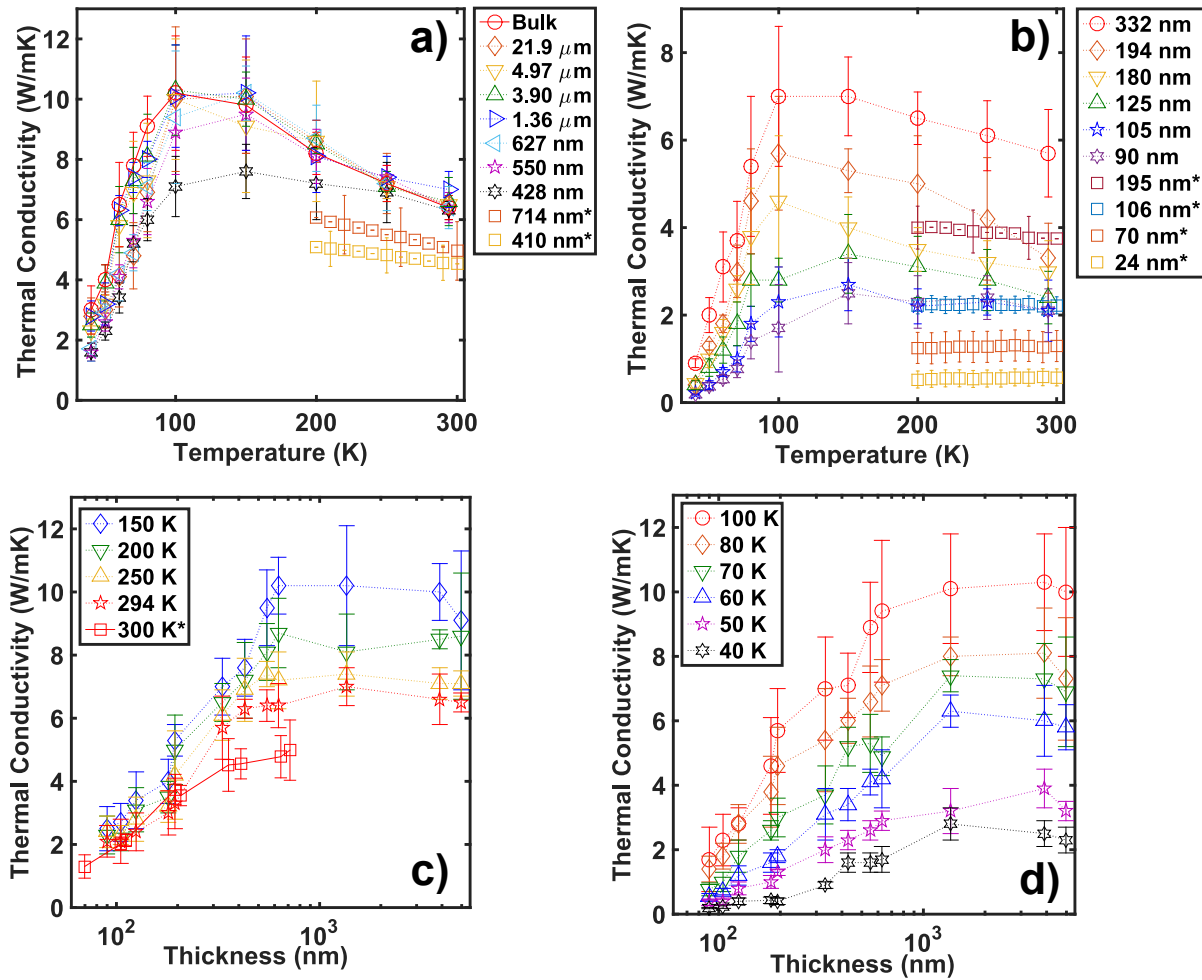 a)
Thermal Conductivity (W/mK)
12
10
8
6
4
2
0
100
200
300
Temperature (K)
Bulk
21.9 μm
4.97 μm
3.90 μm
1.36 μm
627 nm
550 nm
428 nm
714 nm*
410 nm*
b)
Thermal Conductivity (W/mK)
8
6
4
2
0
100
200
300
Temperature (K)
332 nm
194 nm
180 nm
125 nm
105 nm
90 nm
195 nm*
106 nm*
70 nm*
24 nm*
c)
Thermal Conductivity (W/mK)
12
10
8
6
4
2
0
10²
10³
Thickness (nm)
150 K
200 K
250 K
294 K
300 K*
d)
Thermal Conductivity (W/mK)
12
10
8
6
4
2
0
10²
10³
Thickness (nm)
100 K
80 K
70 K
60 K
50 K
40 K